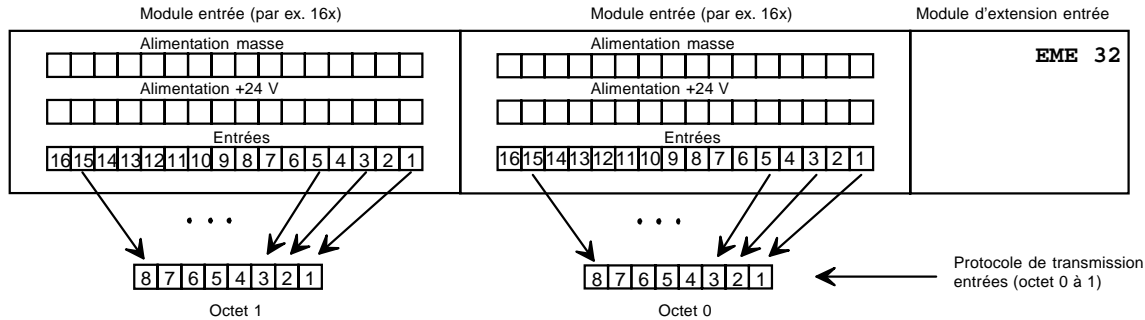 Module entrée (par ex. 16x) Module entrée (par ex. 16x) Module d'extension entrée
Alimentation masse Alimentation masse EME 32
Alimentation +24 V Alimentation +24 V
Entrées Entrées
16 15 14 13 12 11 10 9 8 7 6 5 4 3 2 1 16 15 14 13 12 11 10 9 8 7 6 5 4 3 2 1
8 7 6 5 4 3 2 1 8 7 6 5 4 3 2 1 Protocole de transmission
entrées (octet 0 à 1)
Octet 1 Octet 0